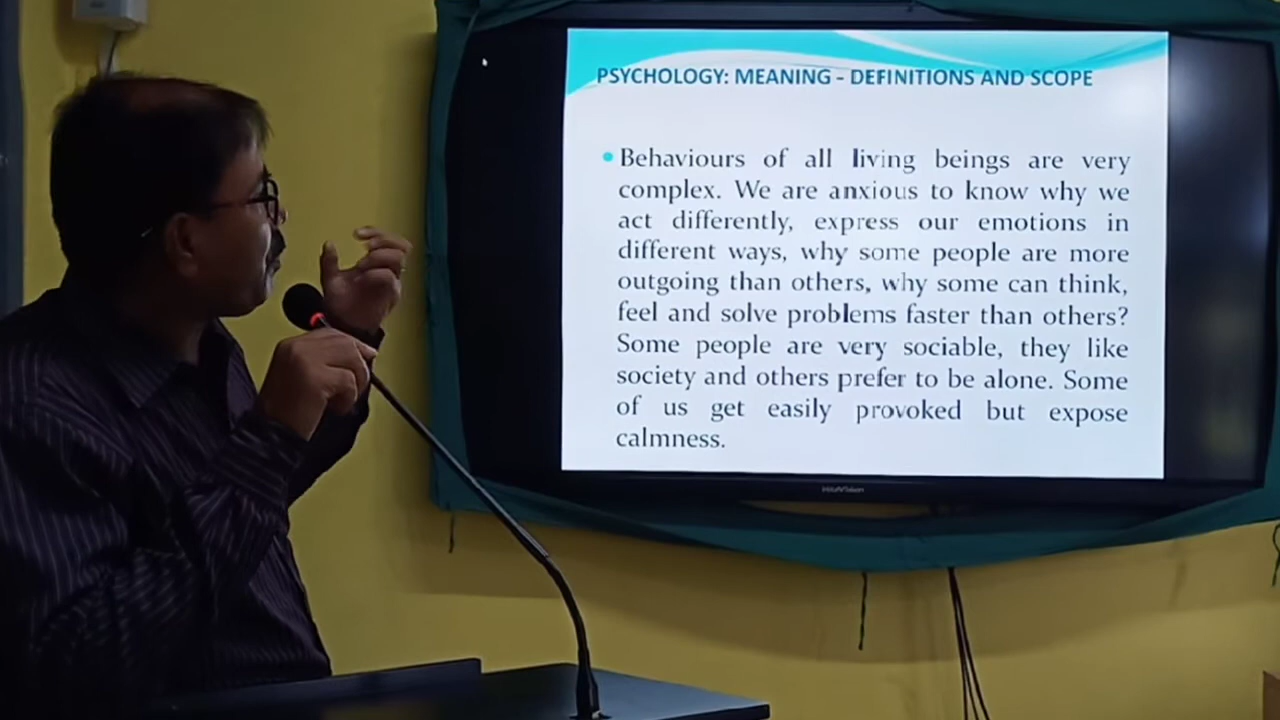 PSYCHOLOGY: MEANING - DEFINITIONS AND SCOPE
• Behaviours of all living beings are very
complex. We are anxious to know why we
act differently, express our emotions in
different ways, why some people are more
outgoing than others, why some can think,
feel and solve problems faster than others?
Some people are very sociable, they like
society and others prefer to be alone. Some
of us get easily provoked but expose
calmness.